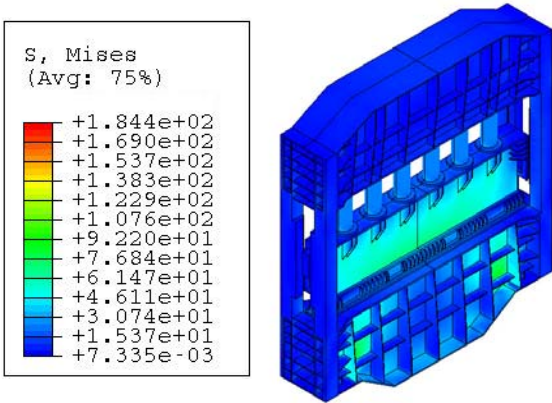 S, Mises
(Avg: 75%)
+1.844e+02
+1.690e+02
+1.537e+02
+1.383e+02
+1.229e+02
+1.076e+02
+9.220e+01
+7.684e+01
+6.147e+01
+4.611e+01
+3.074e+01
+1.537e+01
+7.335e-03